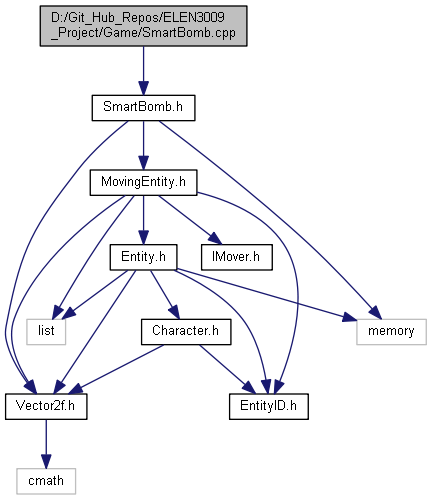 D:/Git_Hub_Repos/ELEN3009
_Project/Game/SmartBomb.cpp
SmartBomb.h
MovingEntity.h
Entity.h
IMover.h
list
Character.h
memory
Vector2f.h
EntityID.h
cmath